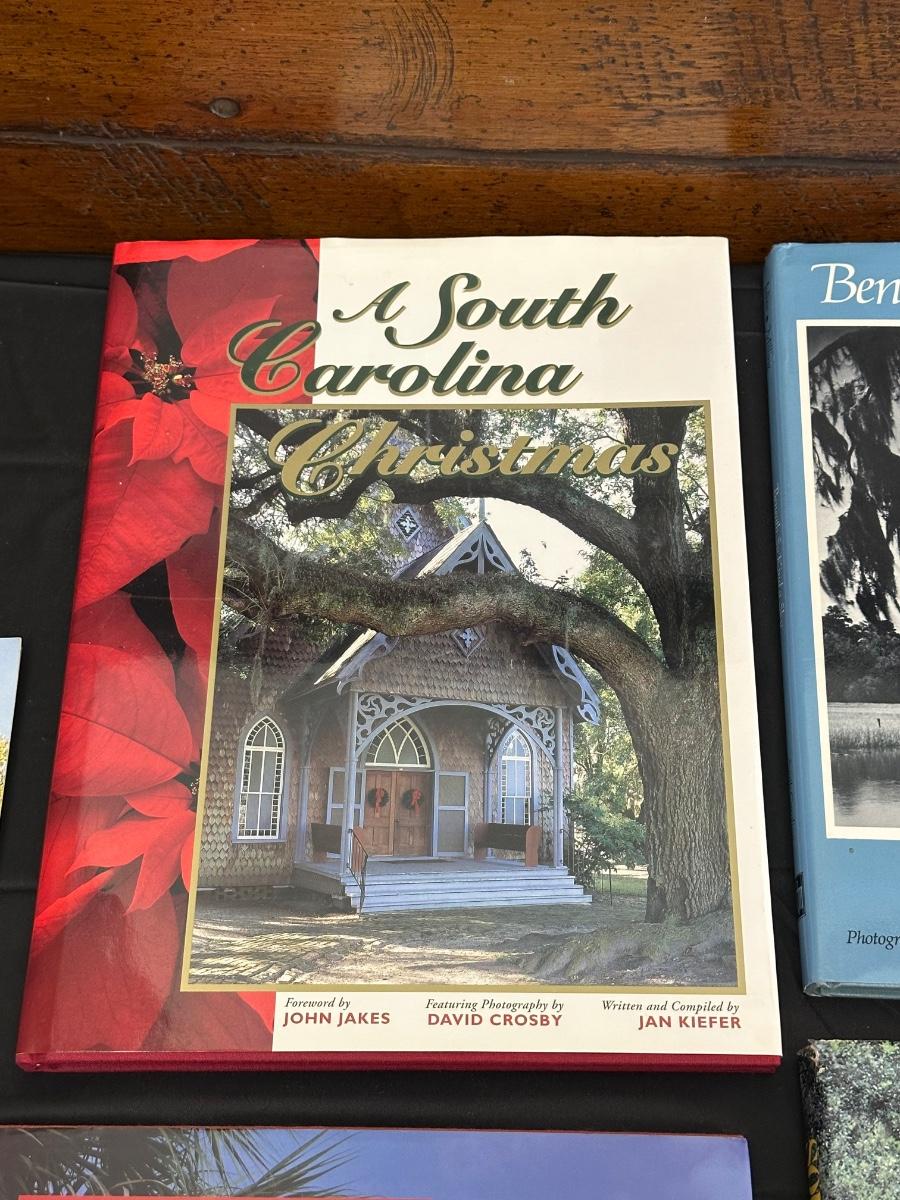 A South
Carolina
Christmas
Foreword by
JOHN JAKES
Featuring Photography by
DAVID CROSBY
Written and Compiled by
JAN KIEFER
Ben
Photogr